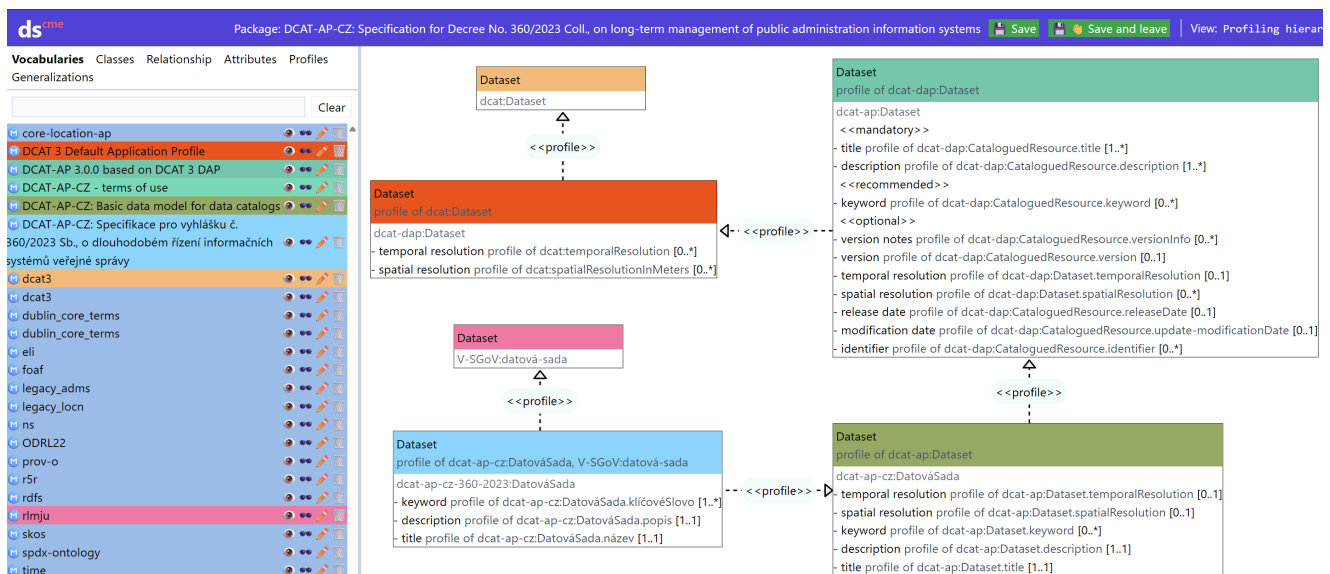 dscme
Package: DCAT-AP-CZ: Specification for Decree No. 360/2023 Coll., on long-term management of public administration information systems
Save
Save and leave
View: Profiling hierar
Vocabularies Classes Relationship Attributes Profiles
Generalizations
Clear
core-location-ap
DCAT 3 Default Application Profile
DCAT-AP 3.0.0 based on DCAT 3 DAP
DCAT-AP-CZ - terms of use
DCAT-AP-CZ: Basic data model for data catalogs
DCAT-AP-CZ: Specifikace pro vyhlášku č.
360/2023 Sb., o dlouhodobém řízení informačních
systémů veřejné správy
dcat3
dcat3
dublin_core_terms
dublin_core_terms
eli
foaf
legacy_adms
legacy_locn
ns
ODRL22
prov-o
r5r
rdfs
rlmju
skos
spdx-ontology
time
Dataset
dcat:Dataset
<<profile>>
Dataset
profile of dcat:Dataset
dcat-dap:Dataset
- temporal resolution profile of dcat:temporalResolution [0..*]
- spatial resolution profile of dcat:spatialResolutionInMeters [0..*]
<<profile>>
Dataset
profile of dcat-dap:Dataset
dcat-ap:Dataset
<<mandatory>>
- title profile of dcat-dap:CataloguedResource.title [1..*]
- description profile of dcat-dap:CataloguedResource.description [1..*]
<<recommended>>
- keyword profile of dcat-dap:CataloguedResource.keyword [0..*]
<<optional>>
- version notes profile of dcat-dap:CataloguedResource.versionInfo [0..*]
- version profile of dcat-dap:CataloguedResource.version [0..1]
- temporal resolution profile of dcat-dap:Dataset.temporalResolution [0..1]
- spatial resolution profile of dcat-dap:Dataset.spatialResolution [0..*]
- release date profile of dcat-dap:CataloguedResource.releaseDate [0..1]
- modification date profile of dcat-dap:CataloguedResource.update-modificationDate [0..1]
- identifier profile of dcat-dap:CataloguedResource.identifier [0..*]
<<profile>>
Dataset
V-SGoV:datová-sada
<<profile>>
Dataset
profile of dcat-ap-cz:DatováSada, V-SGoV:datová-sada
dcat-ap-cz-360-2023:DatováSada
- keyword profile of dcat-ap-cz:DatováSada.klíčovéSlovo [1..*]
- description profile of dcat-ap-cz:DatováSada.popis [1..1]
- title profile of dcat-ap-cz:DatováSada.název [1..1]
<<profile>>
Dataset
profile of dcat-ap:Dataset
dcat-ap-cz:DatováSada
- temporal resolution profile of dcat-ap:Dataset.temporalResolution [0..1]
- spatial resolution profile of dcat-ap:Dataset.spatialResolution [0..1]
- keyword profile of dcat-ap:Dataset.keyword [0..*]
- description profile of dcat-ap:Dataset.description [1..1]
- title profile of dcat-ap:Dataset.title [1..1]